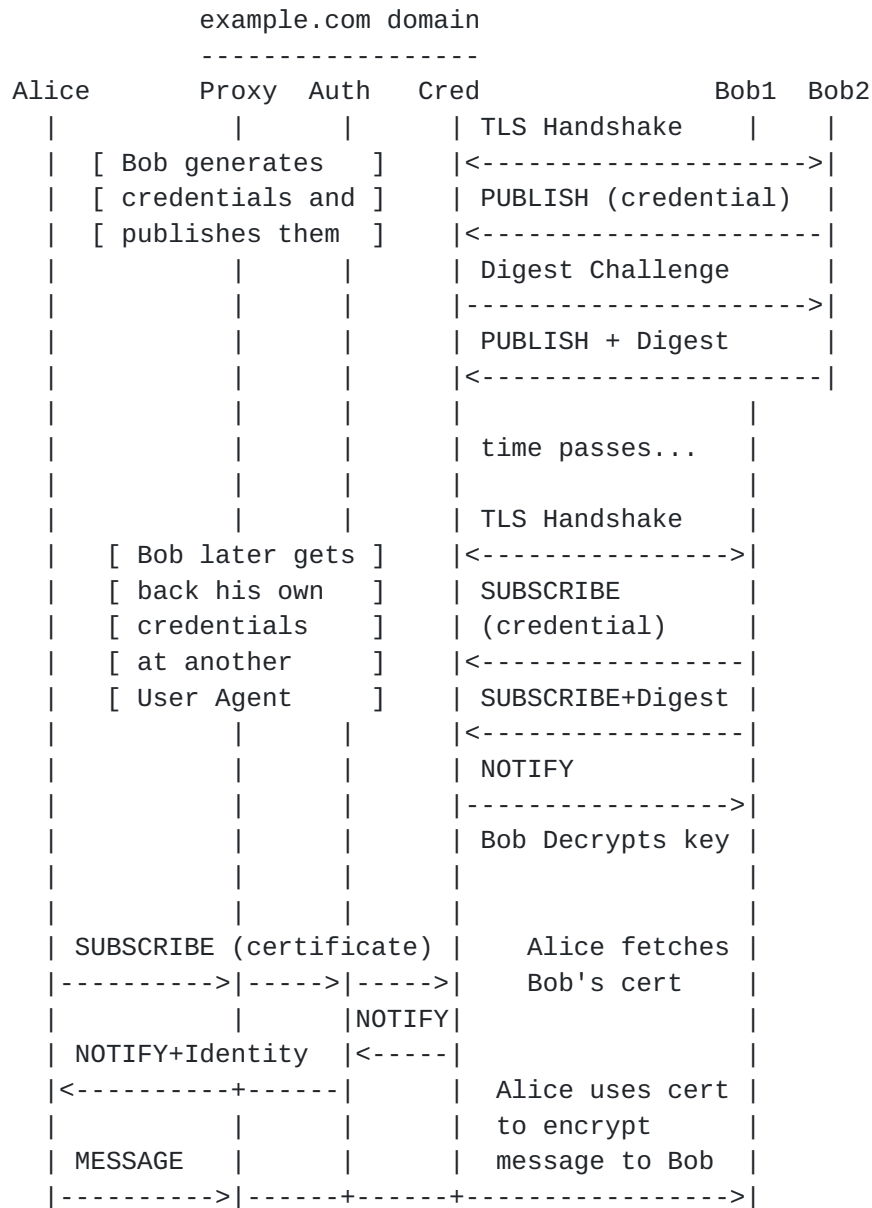 example.com domain
------------------
Alice Proxy Auth Cred Bob1 Bob2
| | | | TLS Handshake | |
| [ Bob generates ] |<--------------------->|
| [ credentials and ] | PUBLISH (credential) |
| [ publishes them ] |<----------------------|
| | | | Digest Challenge |
| | | |---------------------->|
| | | | PUBLISH + Digest |
| | | |<----------------------|
| | | | |
| | | | time passes... |
| | | | |
| | | | TLS Handshake |
| [ Bob later gets ] |<---------------->|
| [ back his own ] | SUBSCRIBE |
| [ credentials ] | (credential) |
| [ at another ] |<-----------------|
| [ User Agent ] | SUBSCRIBE+Digest |
| | | |<-----------------|
| | | | NOTIFY |
| | | |----------------->|
| | | | Bob Decrypts key |
| | | | |
| | | | |
| SUBSCRIBE (certificate) | Alice fetches |
|---------->|----->|----->| Bob's cert |
| | |NOTIFY| |
| NOTIFY+Identity |<-----| |
|<----------+------| | Alice uses cert |
| | | | to encrypt |
| MESSAGE | | | message to Bob |
|---------->|------+------+----------------->|